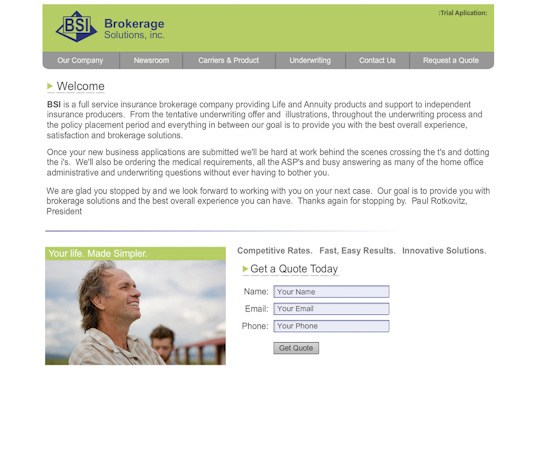 BSI Brokerage
Solutions, inc.
:Trial Aplication:
Our Company Newsroom Carriers & Product Underwriting Contact Us Request a Quote
Welcome
BSI is a full service insurance brokerage company providing Life and Annuity products and support to independent
insurance producers. From the tentative underwriting offer and illustrations, throughout the underwriting process and
the policy placement period and everything in between our goal is to provide you with the best overall experience,
satisfaction and brokerage solutions.
Once your new business applications are submitted we'll be hard at work behind the scenes crossing the t's and dotting
the i's. We'll also be ordering the medical requirements, all the ASP's and busy answering as many of the home office
administrative and underwriting questions without ever having to bother you.
We are glad you stopped by and we look forward to working with you on your next case. Our goal is to provide you with
brokerage solutions and the best overall experience you can have. Thanks again for stopping by. Paul Rotkovitz,
President
Your life. Made Simpler.
Competitive Rates. Fast, Easy Results. Innovative Solutions.
Get a Quote Today
Name: Your Name
Email: Your Email
Phone: Your Phone
Get Quote